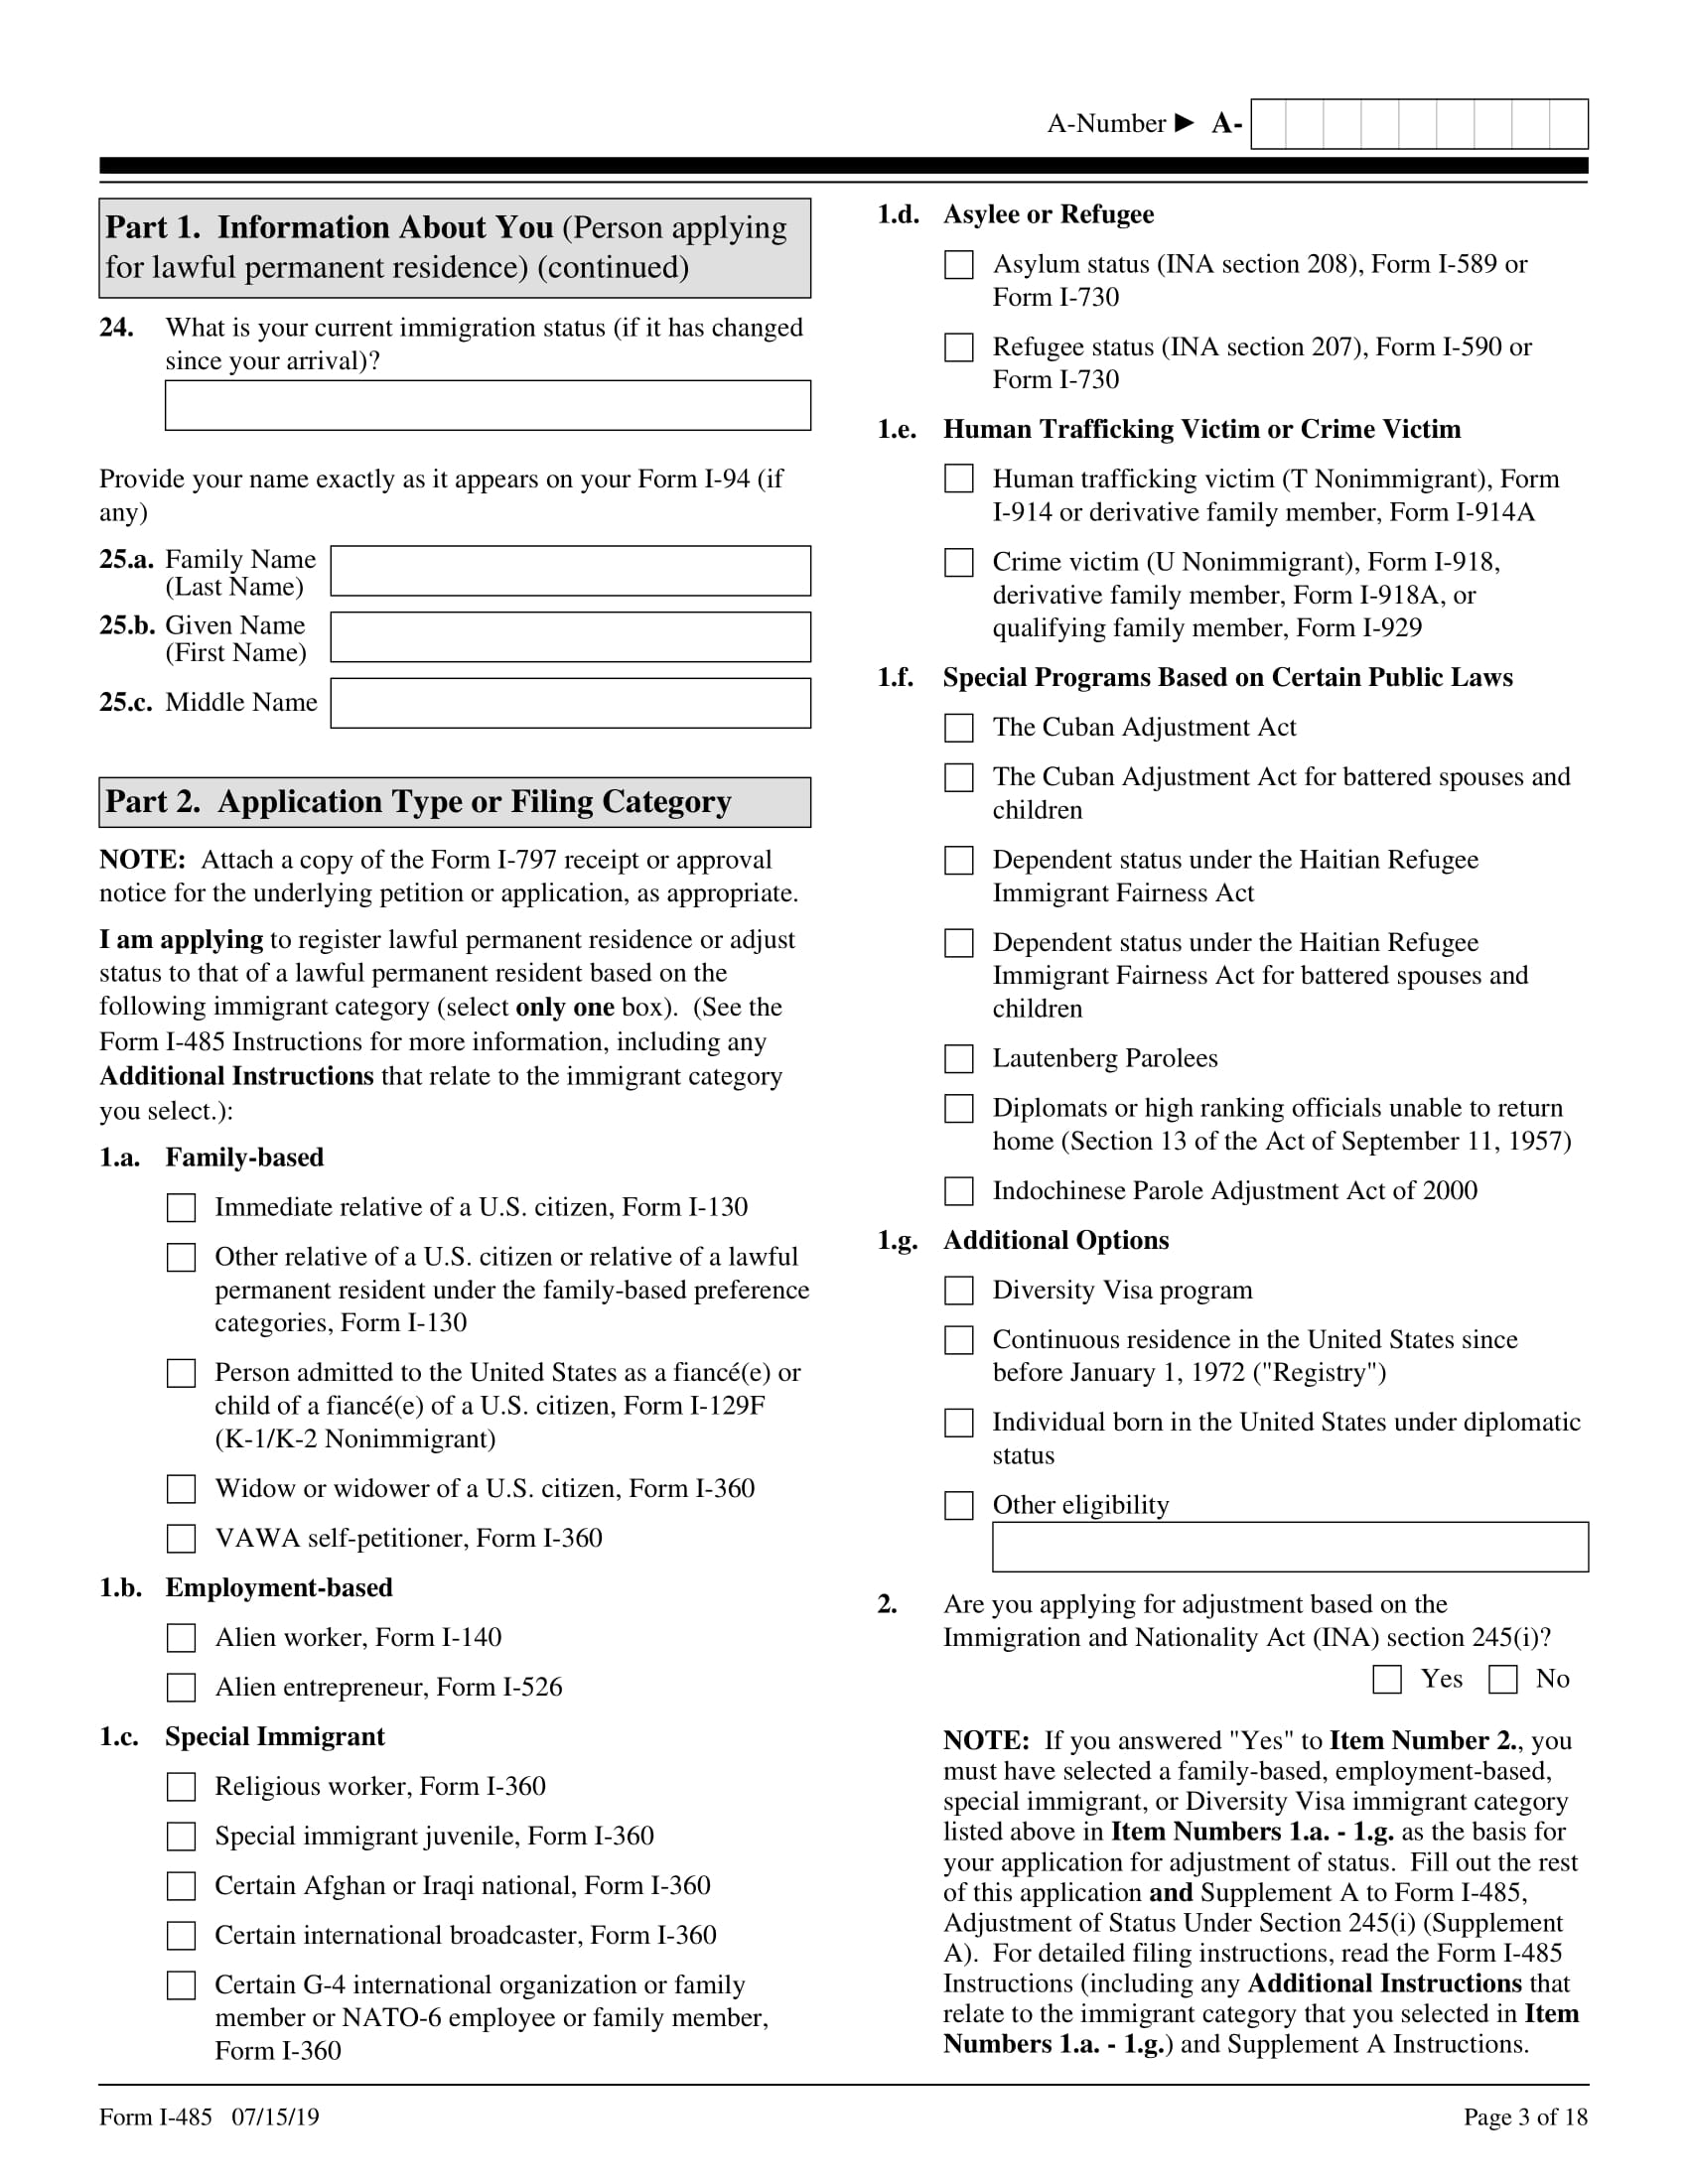 A-Number ► A-
Part 1. Information About You (Person applying
for lawful permanent residence) (continued)
24. What is your current immigration status (if it has changed
since your arrival)?
Provide your name exactly as it appears on your Form I-94 (if
any)
25.a. Family Name
(Last Name)
25.b. Given Name
(First Name)
25.c. Middle Name
Part 2. Application Type or Filing Category
NOTE: Attach a copy of the Form I-797 receipt or approval
notice for the underlying petition or application, as appropriate.
I am applying to register lawful permanent residence or adjust
status to that of a lawful permanent resident based on the
following immigrant category (select only one box). (See the
Form I-485 Instructions for more information, including any
Additional Instructions that relate to the immigrant category
you select.):
1.a. Family-based
Immediate relative of a U.S. citizen, Form I-130
Other relative of a U.S. citizen or relative of a lawful
permanent resident under the family-based preference
categories, Form I-130
Person admitted to the United States as a fiancé(e) or
child of a fiancé(e) of a U.S. citizen, Form I-129F
(K-1/K-2 Nonimmigrant)
Widow or widower of a U.S. citizen, Form I-360
VAWA self-petitioner, Form I-360
1.b. Employment-based
Alien worker, Form I-140
Alien entrepreneur, Form I-526
1.c. Special Immigrant
Religious worker, Form I-360
Special immigrant juvenile, Form I-360
Certain Afghan or Iraqi national, Form I-360
Certain international broadcaster, Form I-360
Certain G-4 international organization or family
member or NATO-6 employee or family member,
Form I-360
1.d. Asylee or Refugee
Asylum status (INA section 208), Form I-589 or
Form I-730
Refugee status (INA section 207), Form I-590 or
Form I-730
1.e. Human Trafficking Victim or Crime Victim
Human trafficking victim (T Nonimmigrant), Form
I-914 or derivative family member, Form I-914A
Crime victim (U Nonimmigrant), Form I-918,
derivative family member, Form I-918A, or
qualifying family member, Form I-929
1.f. Special Programs Based on Certain Public Laws
The Cuban Adjustment Act
The Cuban Adjustment Act for battered spouses and
children
Dependent status under the Haitian Refugee
Immigrant Fairness Act
Dependent status under the Haitian Refugee
Immigrant Fairness Act for battered spouses and
children
Lautenberg Parolees
Diplomats or high ranking officials unable to return
home (Section 13 of the Act of September 11, 1957)
Indochinese Parole Adjustment Act of 2000
1.g. Additional Options
Diversity Visa program
Continuous residence in the United States since
before January 1, 1972 ("Registry")
Individual born in the United States under diplomatic
status
Other eligibility
2. Are you applying for adjustment based on the
Immigration and Nationality Act (INA) section 245(i)?
Yes No
NOTE: If you answered "Yes" to Item Number 2., you
must have selected a family-based, employment-based,
special immigrant, or Diversity Visa immigrant category
listed above in Item Numbers 1.a. - 1.g. as the basis for
your application for adjustment of status. Fill out the rest
of this application and Supplement A to Form I-485,
Adjustment of Status Under Section 245(i) (Supplement
A). For detailed filing instructions, read the Form I-485
Instructions (including any Additional Instructions that
relate to the immigrant category that you selected in Item
Numbers 1.a. - 1.g.) and Supplement A Instructions.
Form I-485 07/15/19
Page 3 of 18